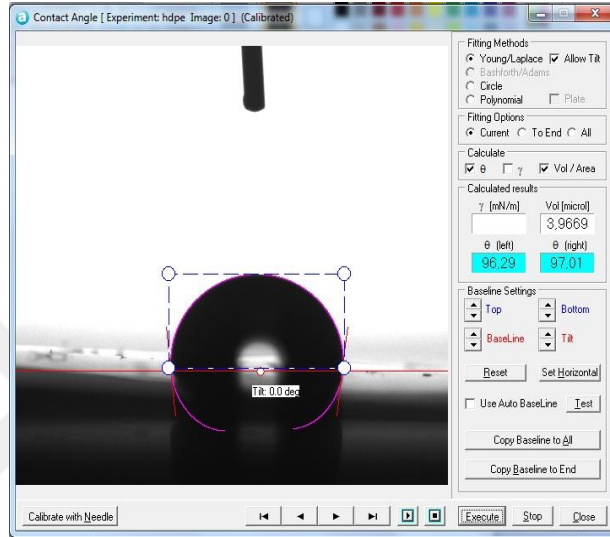 Contact Angle [ Experiment: hdpe Image: 0 ] (Calibrated)
Fitting Methods
Young/Laplace Allow Tilt
Bashforth/Adams
Circle
Polynomial Plate
Fitting Options
Current To End All
Calculate
θ γ Vol / Area
Calculated results
γ [mN/m] Vol [microl]
3,9669
θ (left) θ (right)
96,29 97,01
Baseline Settings
Top Bottom
BaseLine Tilt
Reset Set Horizontal
Use Auto BaseLine Test
Copy Baseline to All
Copy Baseline to End
Tilt: 0.0 deg
Calibrate with Needle Execute Stop Close